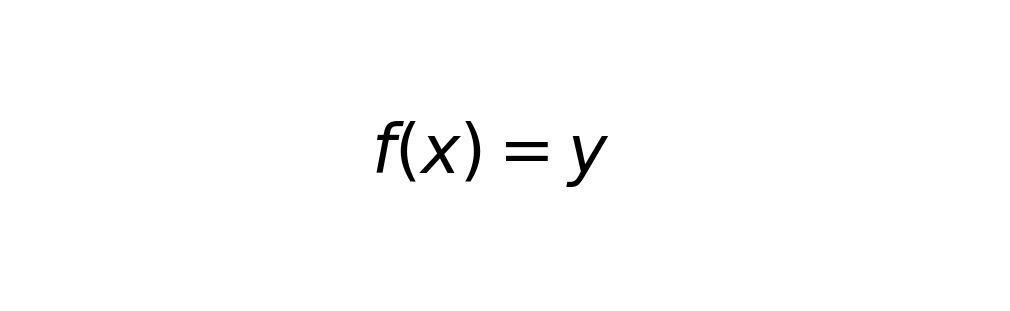 f(x) = y